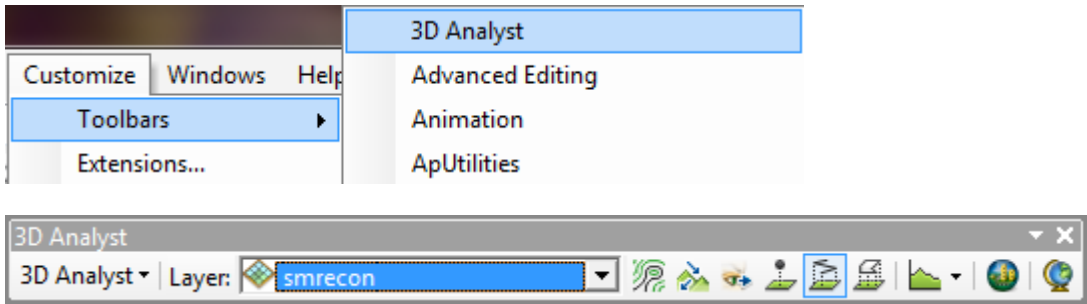 3D Analyst
Customize Windows Help
Advanced Editing
Toolbars
Animation
Extensions...
ApUtilities
3D Analyst
3D Analyst Layer: smrecon